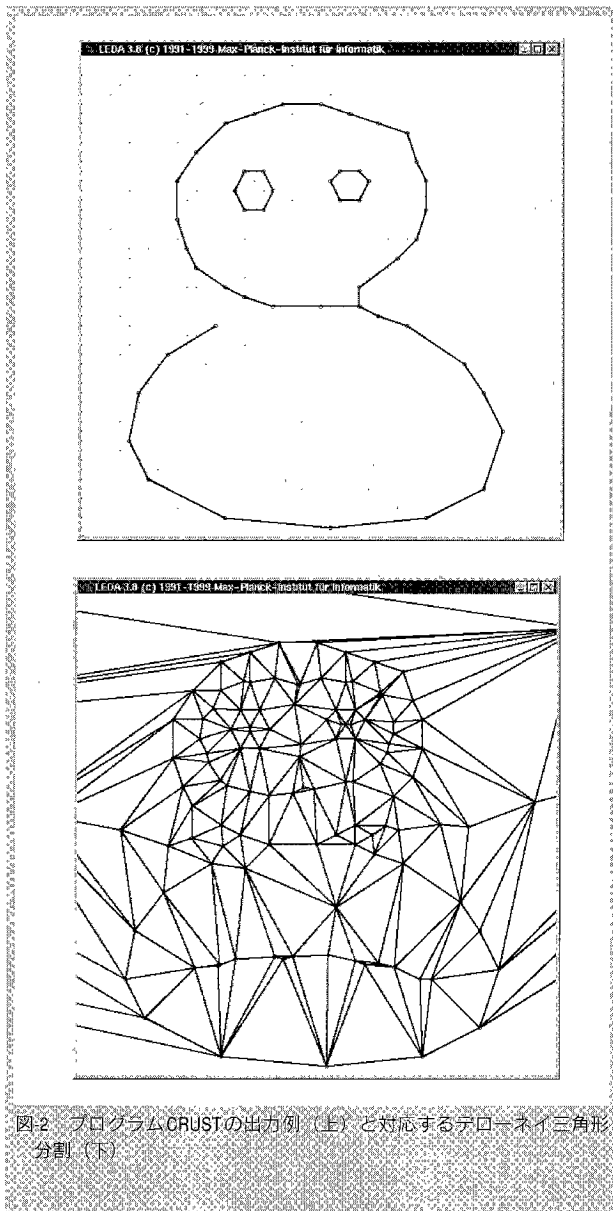 LEDA 3.8 (c) 1991-1999 Max-Planck-Institut für Informatik
LEDA 3.8 (c) 1991-1999 Max-Planck-Institut für Informatik
図-2 プログラムCRUSTの出力例（上）と対応するデローネイ三角形
分割（下）